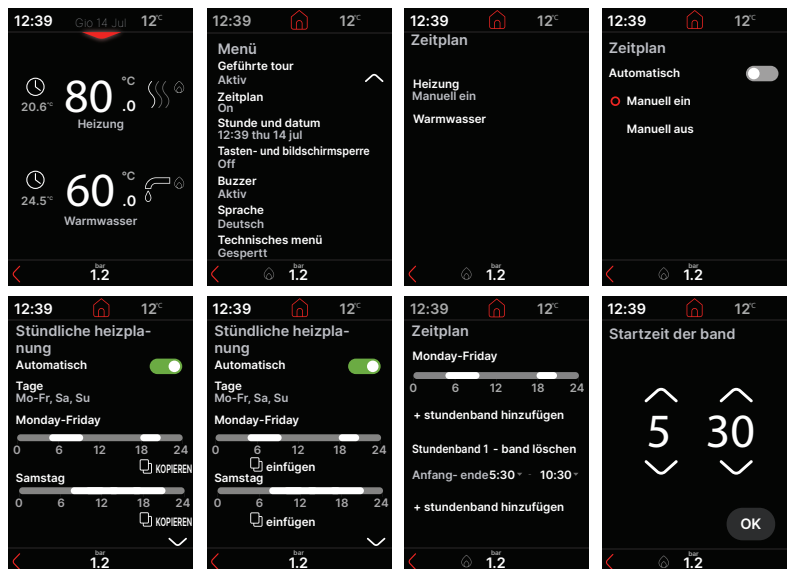 12:39 Gio 14 Jul 12°C
20.6°C 80.0 °C
Heizung
24.5°C 60.0 °C
Warmwasser
bar
1.2
12:39 12°C
Menü
Geführte tour
Aktiv
Zeitplan
On
Stunde und datum
12:39 thu 14 jul
Tasten- und bildschirmsperre
Off
Buzzer
Aktiv
Sprache
Deutsch
Technisches menü
Gespertt
bar
1.2
12:39 12°C
Zeitplan
Heizung
Manuell ein
Warmwasser
bar
1.2
12:39 12°C
Zeitplan
Automatisch
Manuell ein
Manuell aus
bar
1.2
12:39 12°C
Stündliche heizpla-
nung
Automatisch
Tage
Mo-Fr, Sa, Su
Monday-Friday
0 6 12 18 24
KOPIEREN
Samstag
0 6 12 18 24
KOPIEREN
bar
1.2
12:39 12°C
Stündliche heizpla-
nung
Automatisch
Tage
Mo-Fr, Sa, Su
Monday-Friday
0 6 12 18 24
einfügen
Samstag
0 6 12 18 24
einfügen
bar
1.2
12:39 12°C
Zeitplan
Monday-Friday
0 6 12 18 24
+ stundenband hinzufügen
Stundenband 1 - band löschen
Anfang- ende 5:30 - 10:30
+ stundenband hinzufügen
bar
1.2
12:39 12°C
Startzeit der band
5 30
OK
bar
1.2